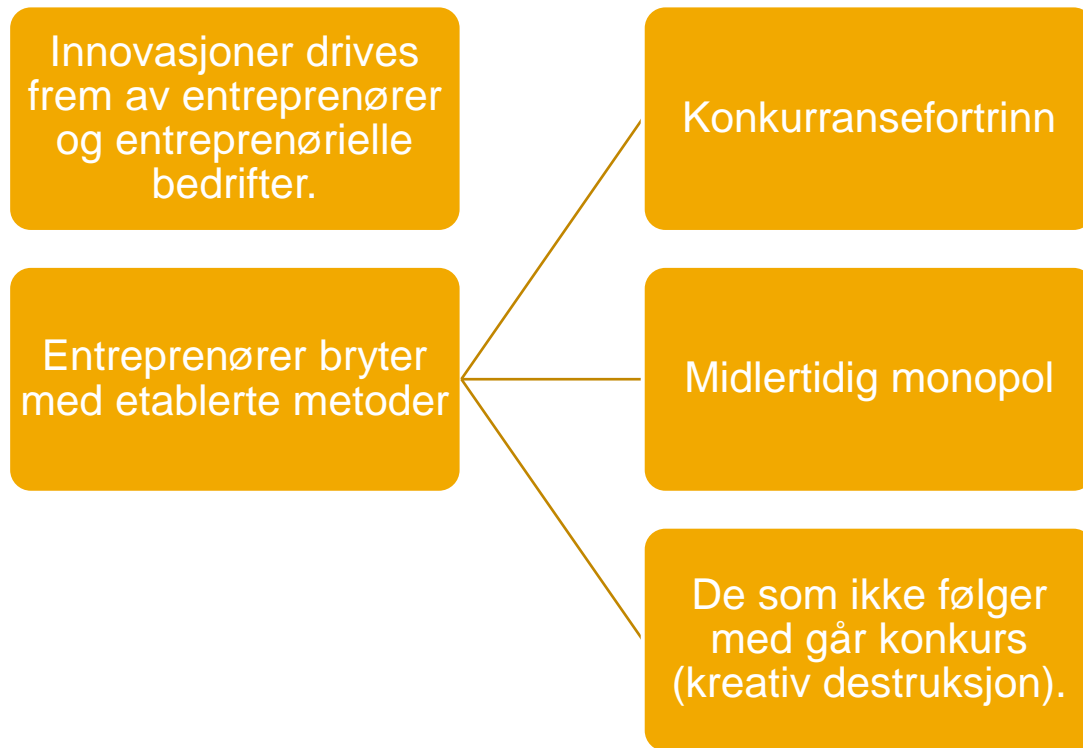 Innovasjoner drives
frem av entreprenører
og entreprenørielle
bedrifter.
Entreprenører bryter
med etablerte metoder
Konkurransefortrinn
Midlertidig monopol
De som ikke følger
med går konkurs
(kreativ destruksjon).